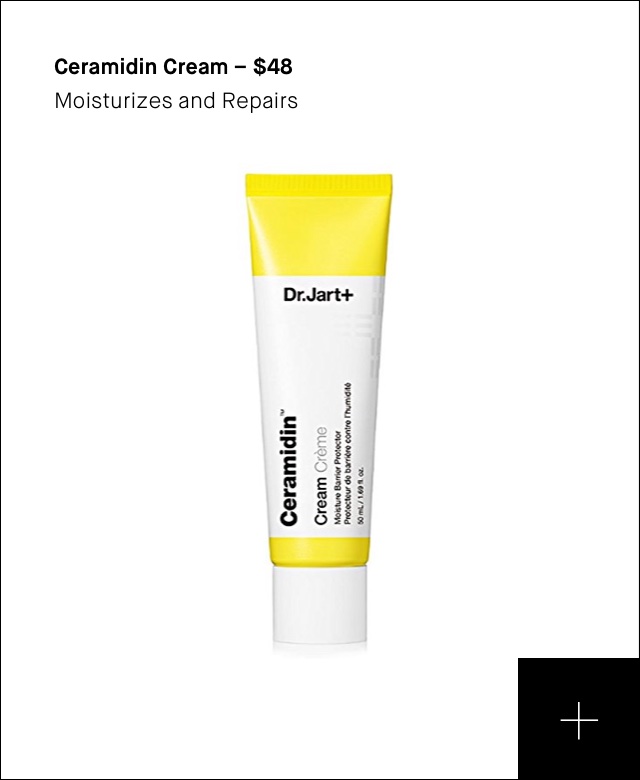 Ceramidin Cream – $48
Moisturizes and Repairs
Dr.Jart+
Ceramidin™
Cream Crème
Moisture Barrier Protector
Protecteur de barrière contre l'humidité
50 mL / 1.69 fl. oz.